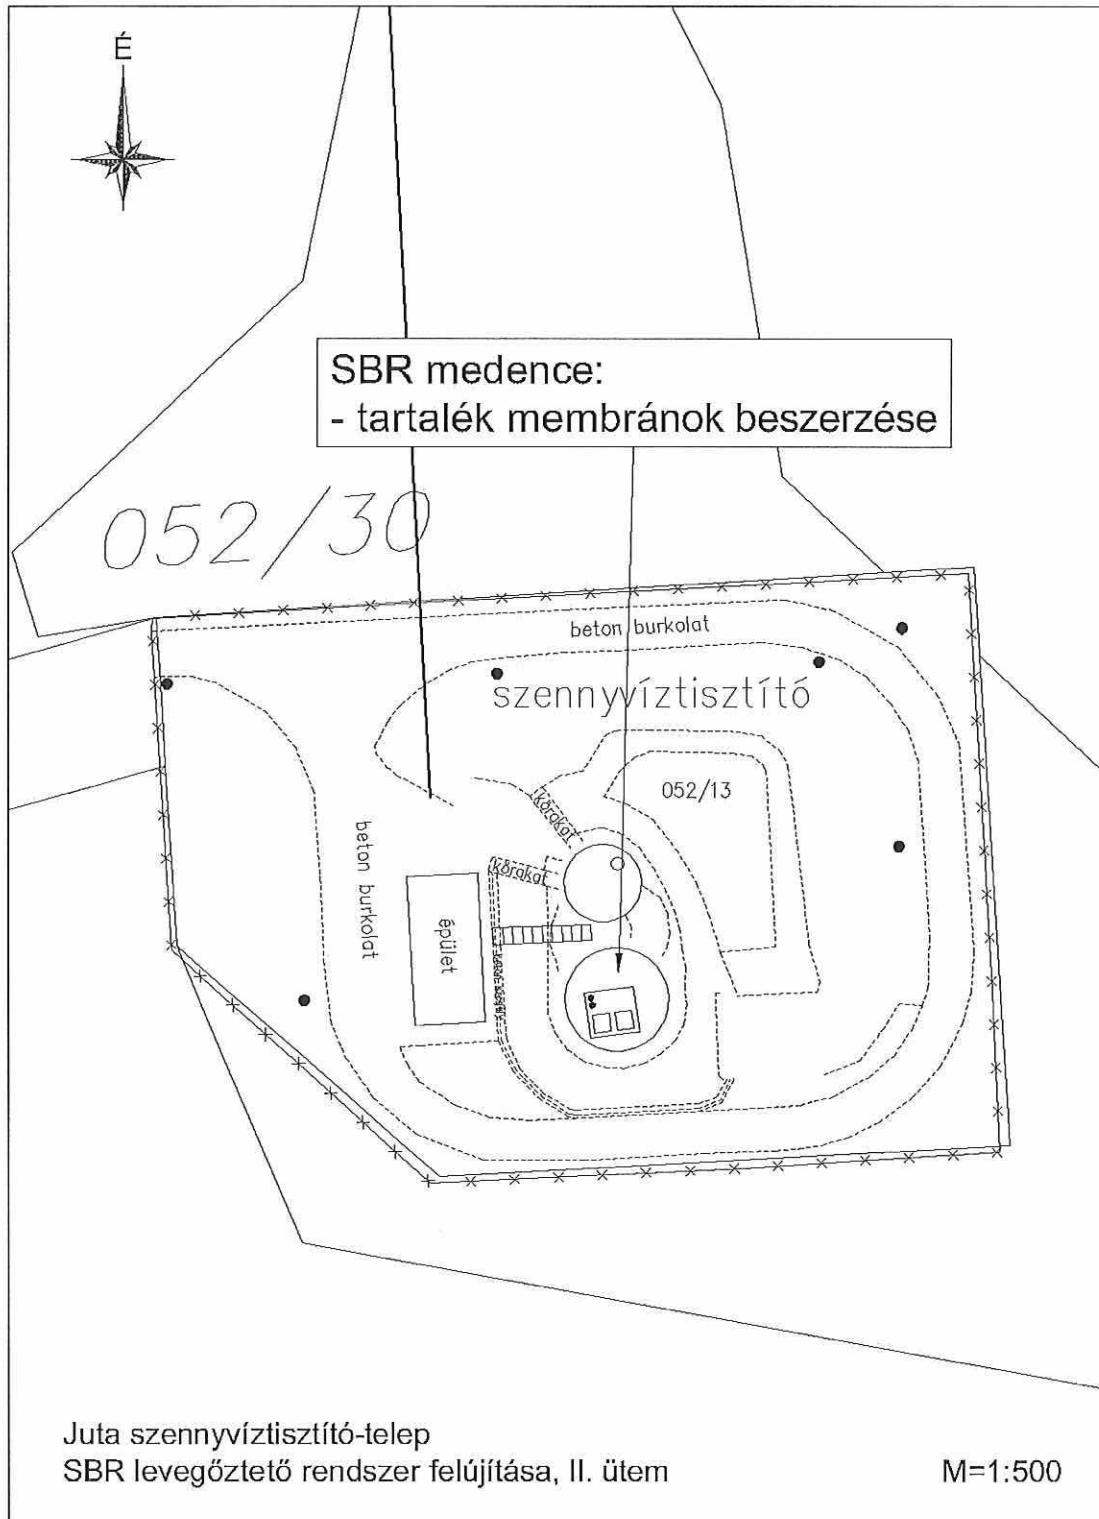 É
SBR medence:
- tartalék membránok beszerzése
052/30
beton burkolat
szennyvíztisztító
052/13
kőrakat
kőrakat
beton burkolat
épület
Juta szennyvíztisztító-telep
SBR levegőztető rendszer felújítása, II. ütem
M=1:500